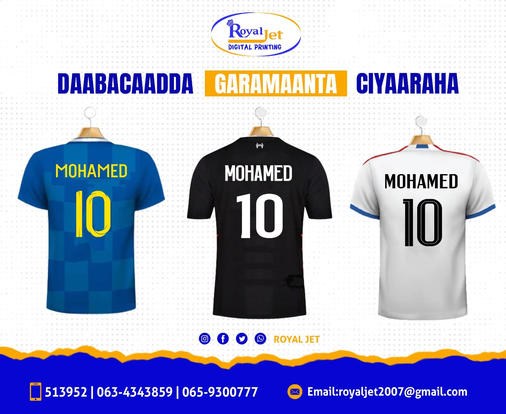 Royal Jet
DIGITAL PRINTING
DAABACAADDA GARAMAANTA CIYAARAHA
MOHAMED
10
MOHAMED
10
MOHAMED
10
ROYAL JET
513952 | 063-4343859 | 065-9300777
Email:royaljet2007@gmail.com